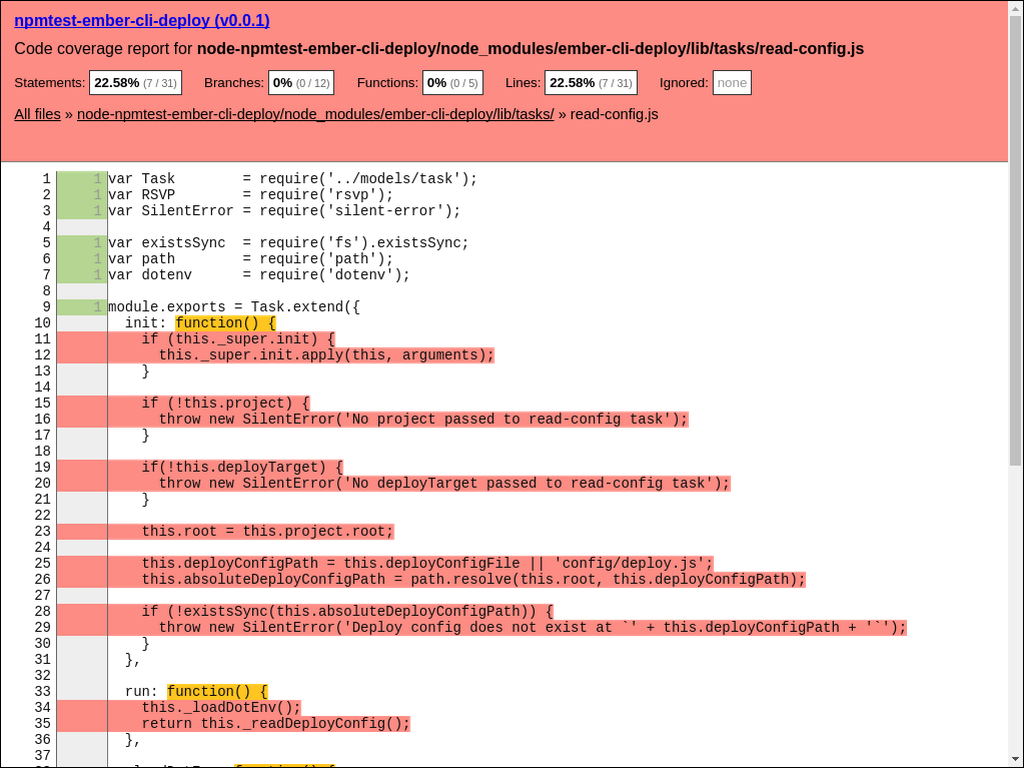 npmtest-ember-cli-deploy (v0.0.1)
Code coverage report for node-npmtest-ember-cli-deploy/node_modules/ember-cli-deploy/lib/tasks/read-config.js
Statements: 22.58% (7 / 31) Branches: 0% (0 / 12) Functions: 0% (0 / 5) Lines: 22.58% (7 / 31) Ignored: none
All files » node-npmtest-ember-cli-deploy/node_modules/ember-cli-deploy/lib/tasks/ » read-config.js
1 1 var Task        = require('../models/task');
2 1 var RSVP        = require('rsvp');
3 1 var SilentError = require('silent-error');
4
5 1 var existsSync  = require('fs').existsSync;
6 1 var path        = require('path');
7 1 var dotenv      = require('dotenv');
8
9 1 module.exports = Task.extend({
10   init: function() {
11     if (this._super.init) {
12       this._super.init.apply(this, arguments);
13     }
14
15     if (!this.project) {
16       throw new SilentError('No project passed to read-config task');
17     }
18
19     if(!this.deployTarget) {
20       throw new SilentError('No deployTarget passed to read-config task');
21     }
22
23     this.root = this.project.root;
24
25     this.deployConfigPath = this.deployConfigFile || 'config/deploy.js';
26     this.absoluteDeployConfigPath = path.resolve(this.root, this.deployConfigPath);
27
28     if (!existsSync(this.absoluteDeployConfigPath)) {
29       throw new SilentError('Deploy config does not exist at `' + this.deployConfigPath + '`');
30     }
31   },
32
33   run: function() {
34     this._loadDotEnv();
35     return this._readDeployConfig();
36   },
37